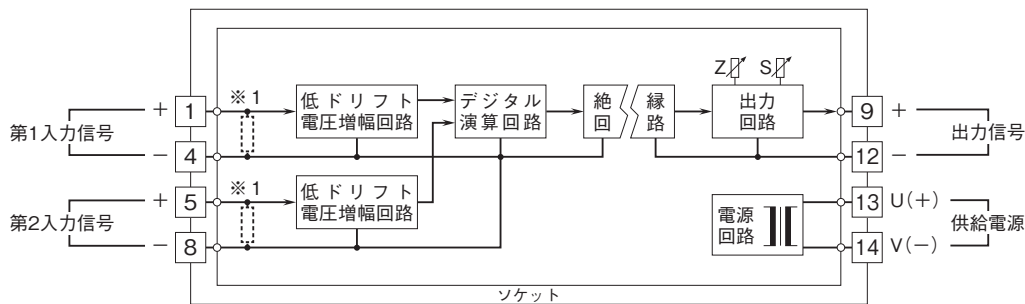 第1入力信号
+
1
−
4
※1
低ドリフト
電圧増幅回路
デジタル
演算回路
絶 縁
回 路
Z
S
出力
回路
9
+
12
−
出力信号
第2入力信号
+
5
−
8
※1
低ドリフト
電圧増幅回路
電源
回路
13
U(+)
14
V(−)
供給電源
ソケット